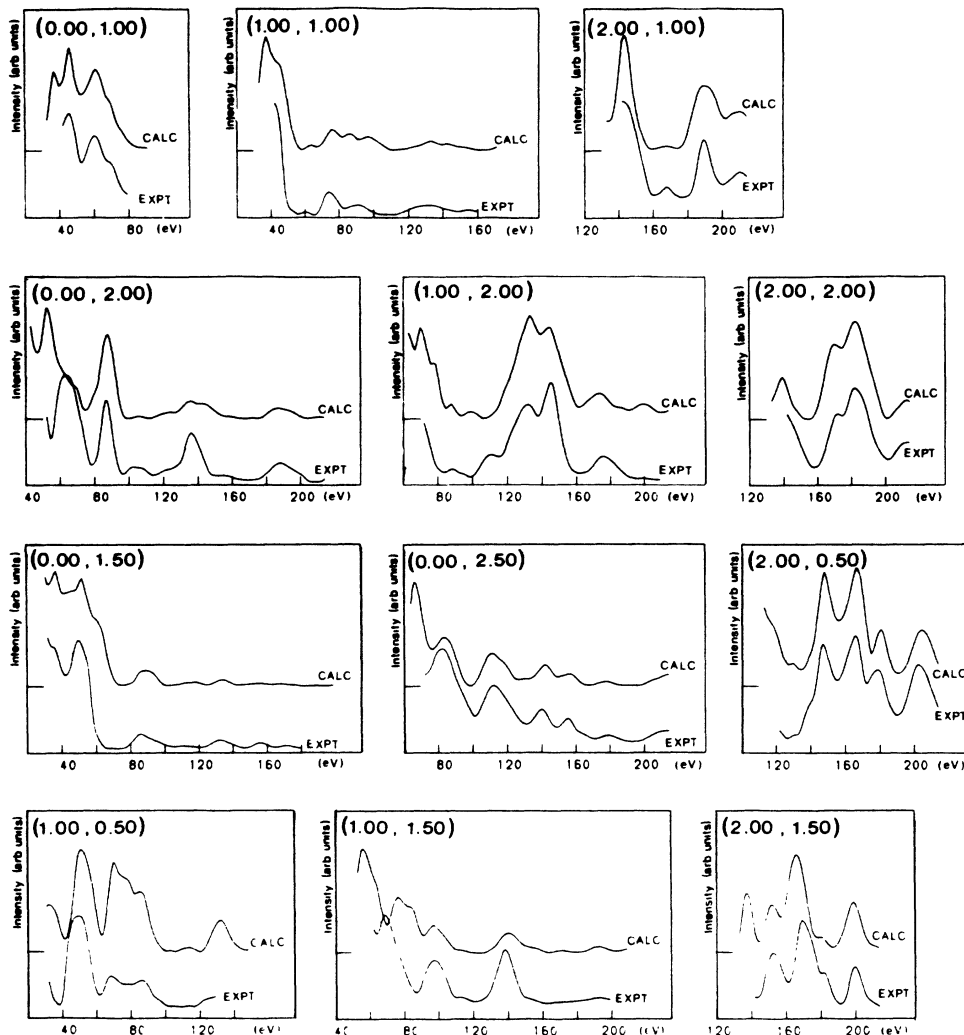 (0.00 , 1.00)
Intensity (arb units)
CALC
EXPT
40 80 (eV)
(1.00 , 1.00)
Intensity (arb units)
CALC
EXPT
40 80 120 160 (eV)
(2.00 , 1.00)
Intensity (arb units)
CALC
EXPT
120 160 200 (eV)
(0.00 , 2.00)
Intensity (arb units)
CALC
EXPT
40 80 120 160 200 (eV)
(1.00 , 2.00)
Intensity (arb units)
CALC
EXPT
60 80 120 160 200 (eV)
(2.00 , 2.00)
Intensity (arb units)
CALC
EXPT
120 160 200 (eV)
(0.00 , 1.50)
Intensity (arb units)
CALC
EXPT
40 80 120 160 (eV)
(0.00 , 2.50)
Intensity (arb units)
CALC
EXPT
60 80 120 160 200 (eV)
(2.00 , 0.50)
Intensity (arb units)
CALC
EXPT
120 160 200 (eV)
(1.00 , 0.50)
Intensity (arb units)
CALC
EXPT
40 80 120 (eV)
(1.00 , 1.50)
Intensity (arb units)
CALC
EXPT
40 80 120 160 200 (eV)
(2.00 , 1.50)
Intensity (arb units)
CALC
EXPT
120 160 200 (eV)